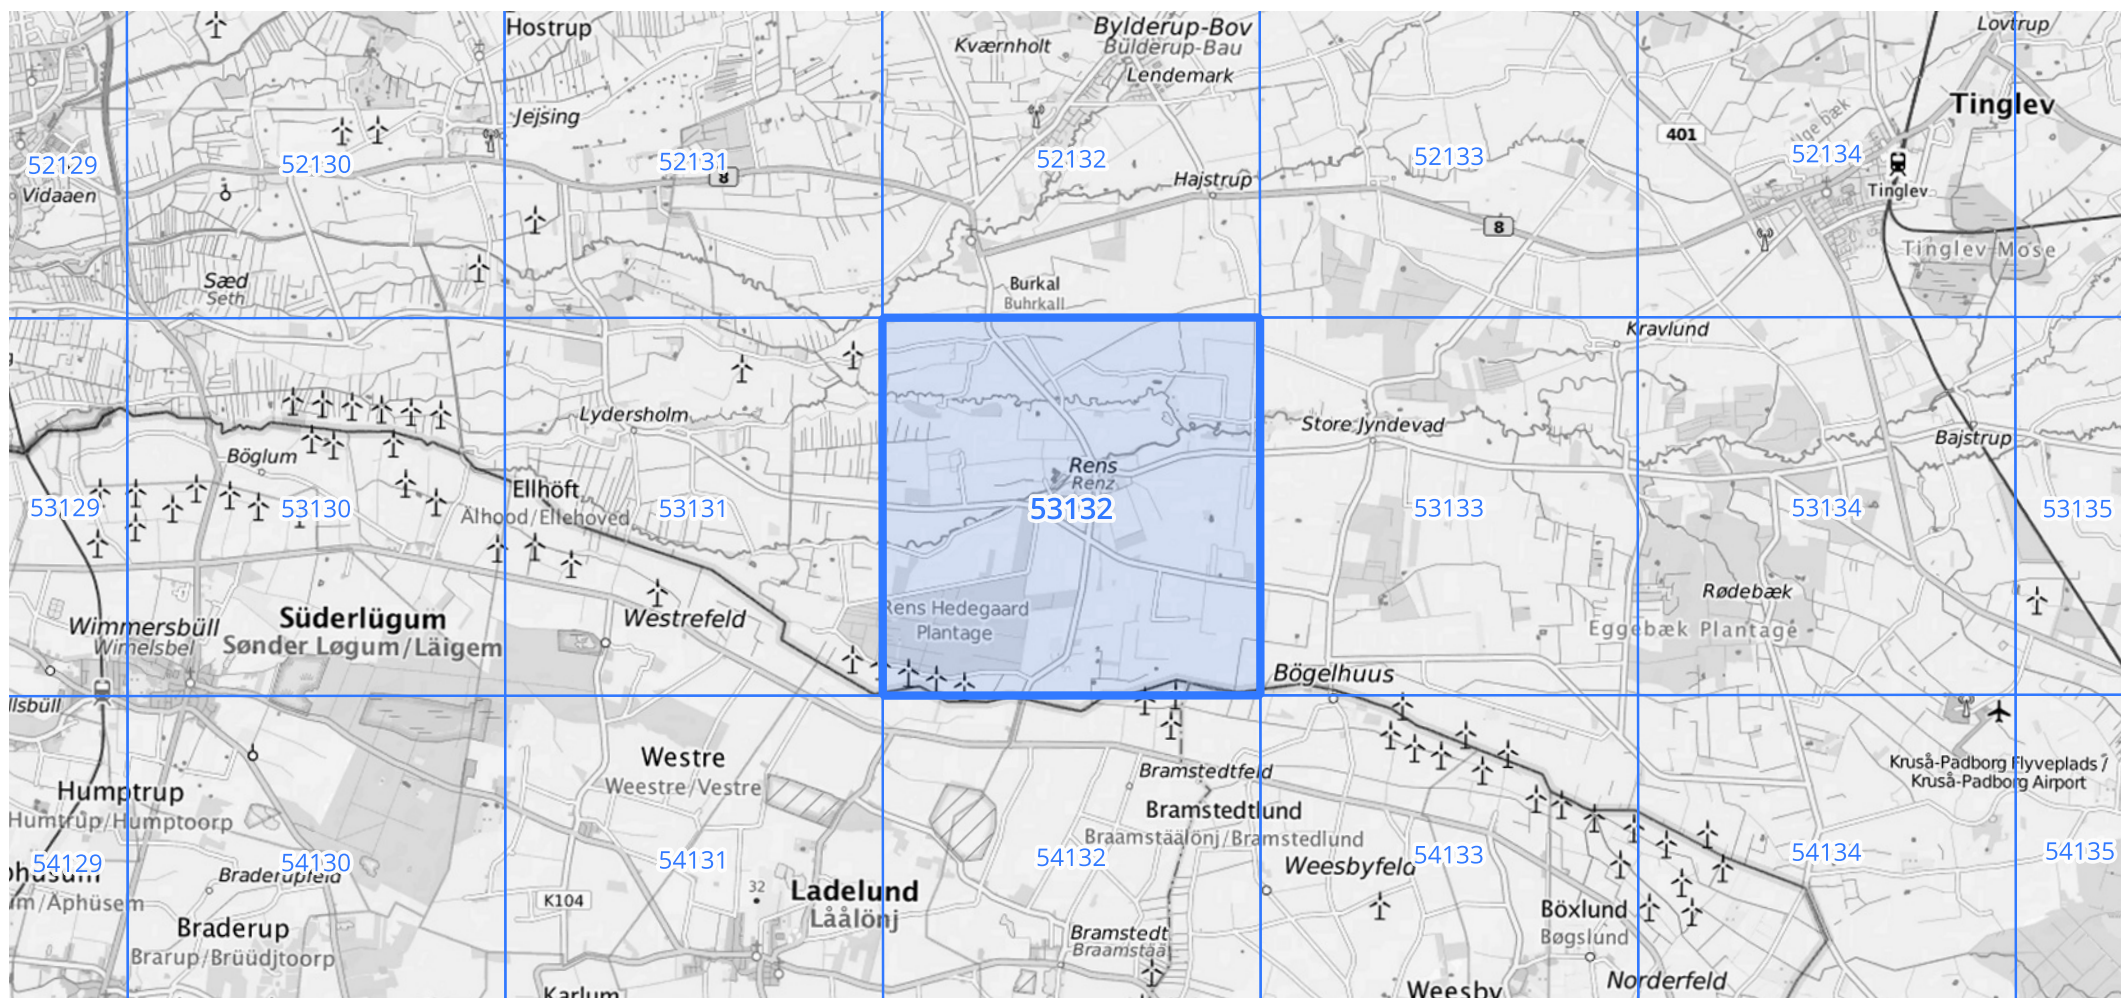 Hostrup
Kværnholt
Bylderup-Bov
Bülderup-Bau
Lendemark
Lovtrup
Tinglev
Jejsing
401
52129
52130
52131
8
52132
52133
52134
Vidaaen
Hajstrup
Tinglev
8
Tinglev Mose
Sæd
Seth
Burkal
Buhrkall
Kravlund
Lydersholm
Store Jyndevad
Bajstrup
Böglum
Rens
Renz
Ellhöft
Älhood/Ellehoved
53129
53130
53131
53132
53133
53134
53135
Rødebæk
Eggebæk Plantage
Rens Hedegaard
Plantage
Süderlügum
Sønder Løgum/Läigem
Westrefeld
Wimmersbüll
Wimelsbel
Bögelhuus
llsbüll
Westre
Weestre/Vestre
Bramstedtfeld
Kruså-Padborg Flyveplads /
Kruså-Padborg Airport
Humptrup
Humtrup/Humptoorp
Bramstedtlund
Braamstäälönj/Bramstedlund
54129
54130
54131
54132
54133
54134
54135
Weesbyfeld
Braderupfeld
m/Aphüsem
32
Ladelund
Låålönj
K104
Böxlund
Bøgslund
Braderup
Brarup/Brüüdjtoorp
Bramstedt
Braamstää
Norderfeld
Karlum
Weesby